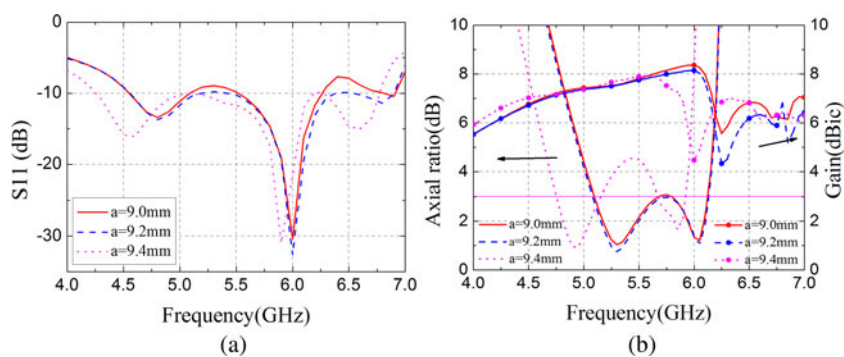 0
-10
-20
-30
S11 (dB)
a=9.0mm
a=9.2mm
a=9.4mm
4.0 4.5 5.0 5.5 6.0 6.5 7.0
Frequency(GHz)
(a)
10
8
6
4
2
0
Axial ratio(dB)
a=9.0mm
a=9.2mm
a=9.4mm
a=9.0mm
a=9.2mm
a=9.4mm
10
8
6
4
2
0
Gain(dBic)
4.0 4.5 5.0 5.5 6.0 6.5 7.0
Frequency(GHz)
(b)